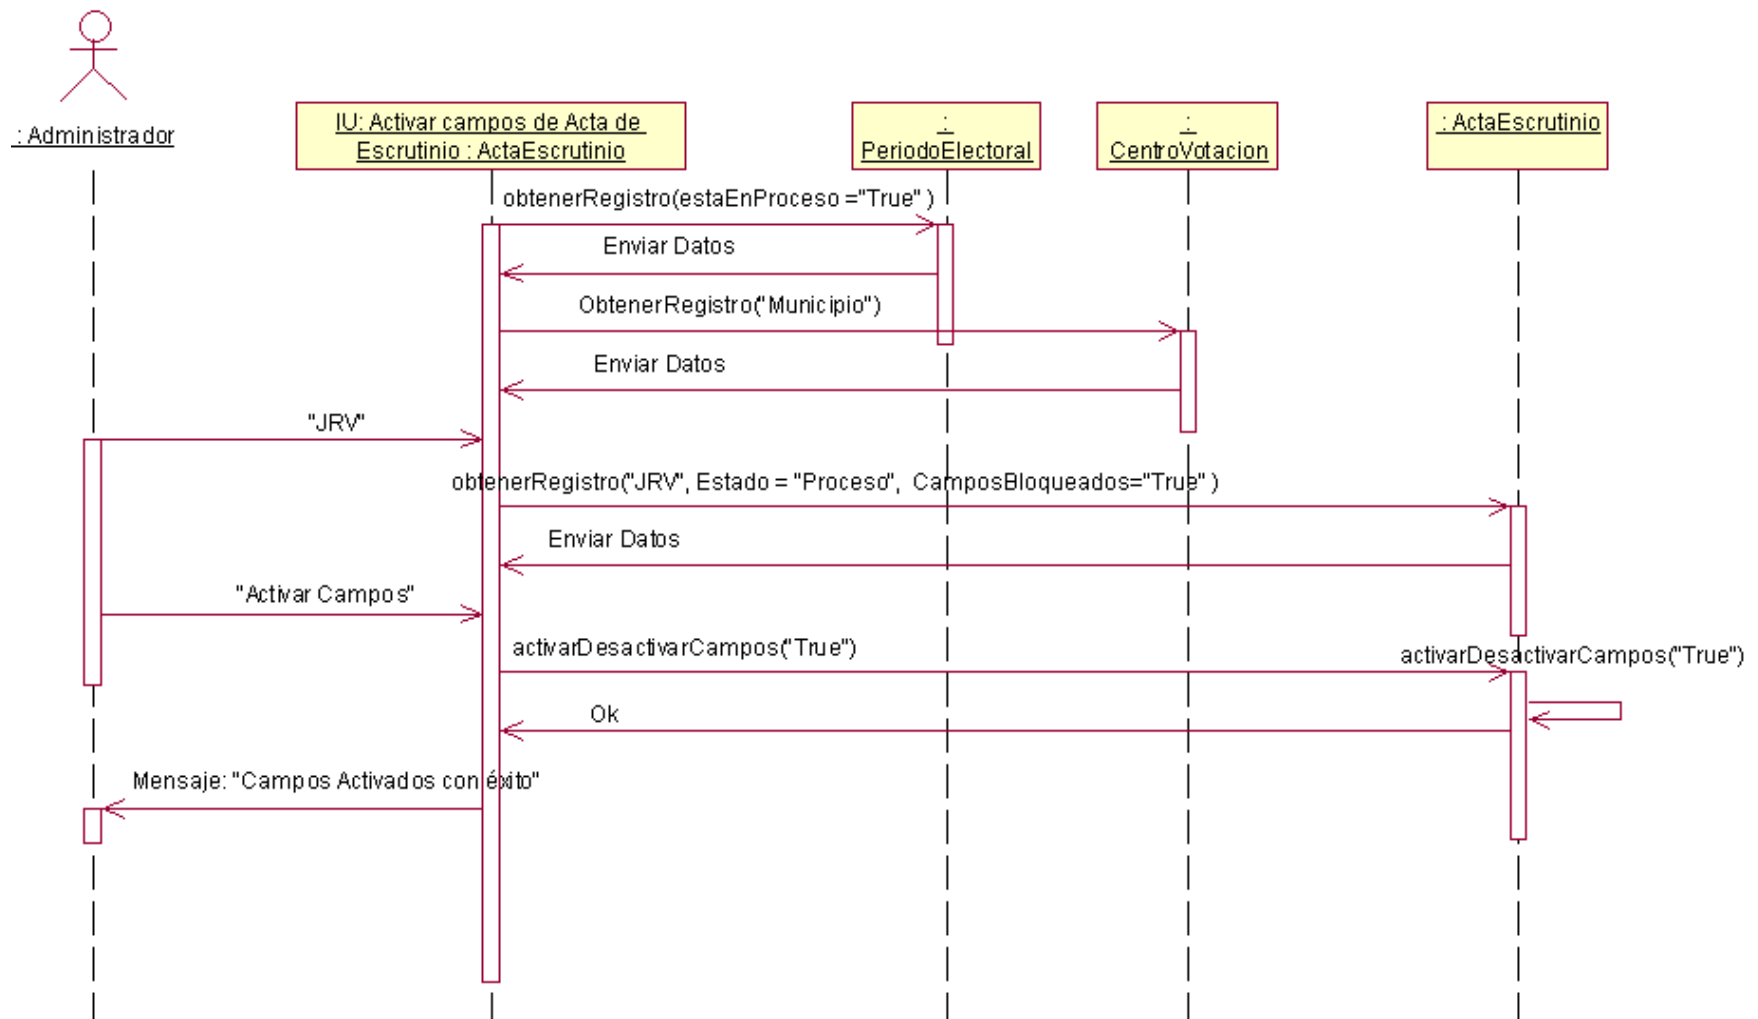 : Administrador
IU: Activar campos de Acta de
Escrutinio : ActaEscrutinio
:
PeriodoElectoral
:
CentroVotacion
: ActaEscrutinio
obtenerRegistro(estaEnProceso ="True" )
Enviar Datos
ObtenerRegistro("Municipio")
Enviar Datos
"JRV"
obtenerRegistro("JRV", Estado = "Proceso", CamposBloqueados="True" )
Enviar Datos
"Activar Campos"
activarDesactivarCampos("True")
activarDesactivarCampos("True")
Ok
Mensaje: "Campos Activados con éxito"